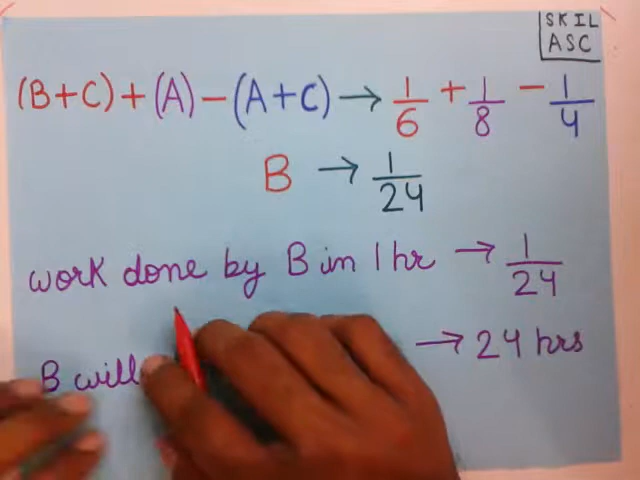 SKIL
ASC
(B+C)+(A)-(A+C)→ 1/6 + 1/8 - 1/4
B → 1/24
work done by B in 1 hr → 1/24
B will → 24 hrs